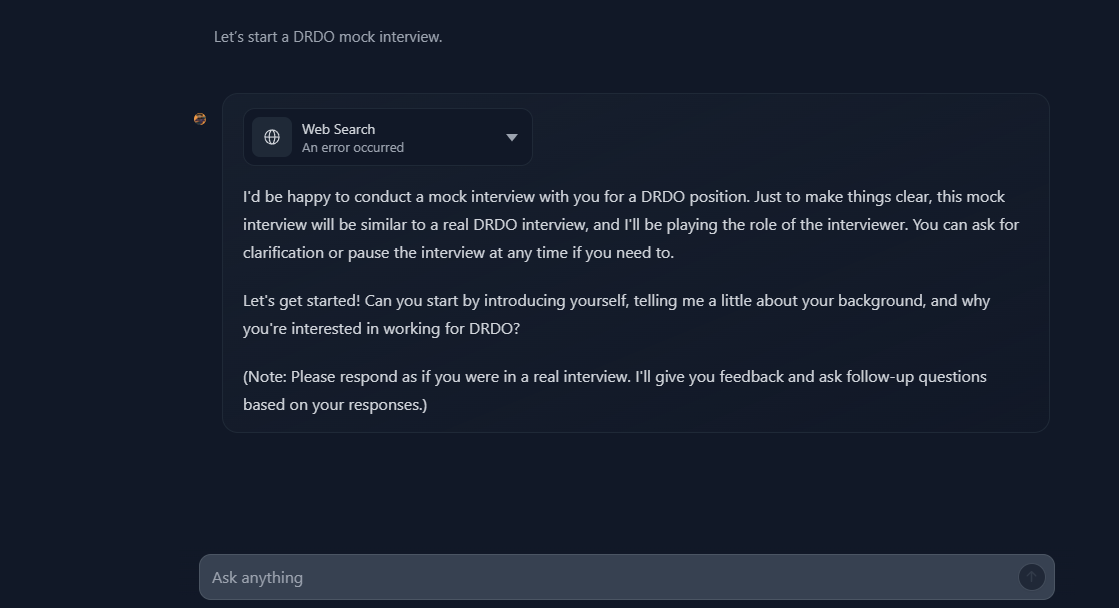 Let's start a DRDO mock interview.
Web Search
An error occurred
I'd be happy to conduct a mock interview with you for a DRDO position. Just to make things clear, this mock
interview will be similar to a real DRDO interview, and I'll be playing the role of the interviewer. You can ask for
clarification or pause the interview at any time if you need to.
Let's get started! Can you start by introducing yourself, telling me a little about your background, and why
you're interested in working for DRDO?
(Note: Please respond as if you were in a real interview. I'll give you feedback and ask follow-up questions
based on your responses.)
Ask anything